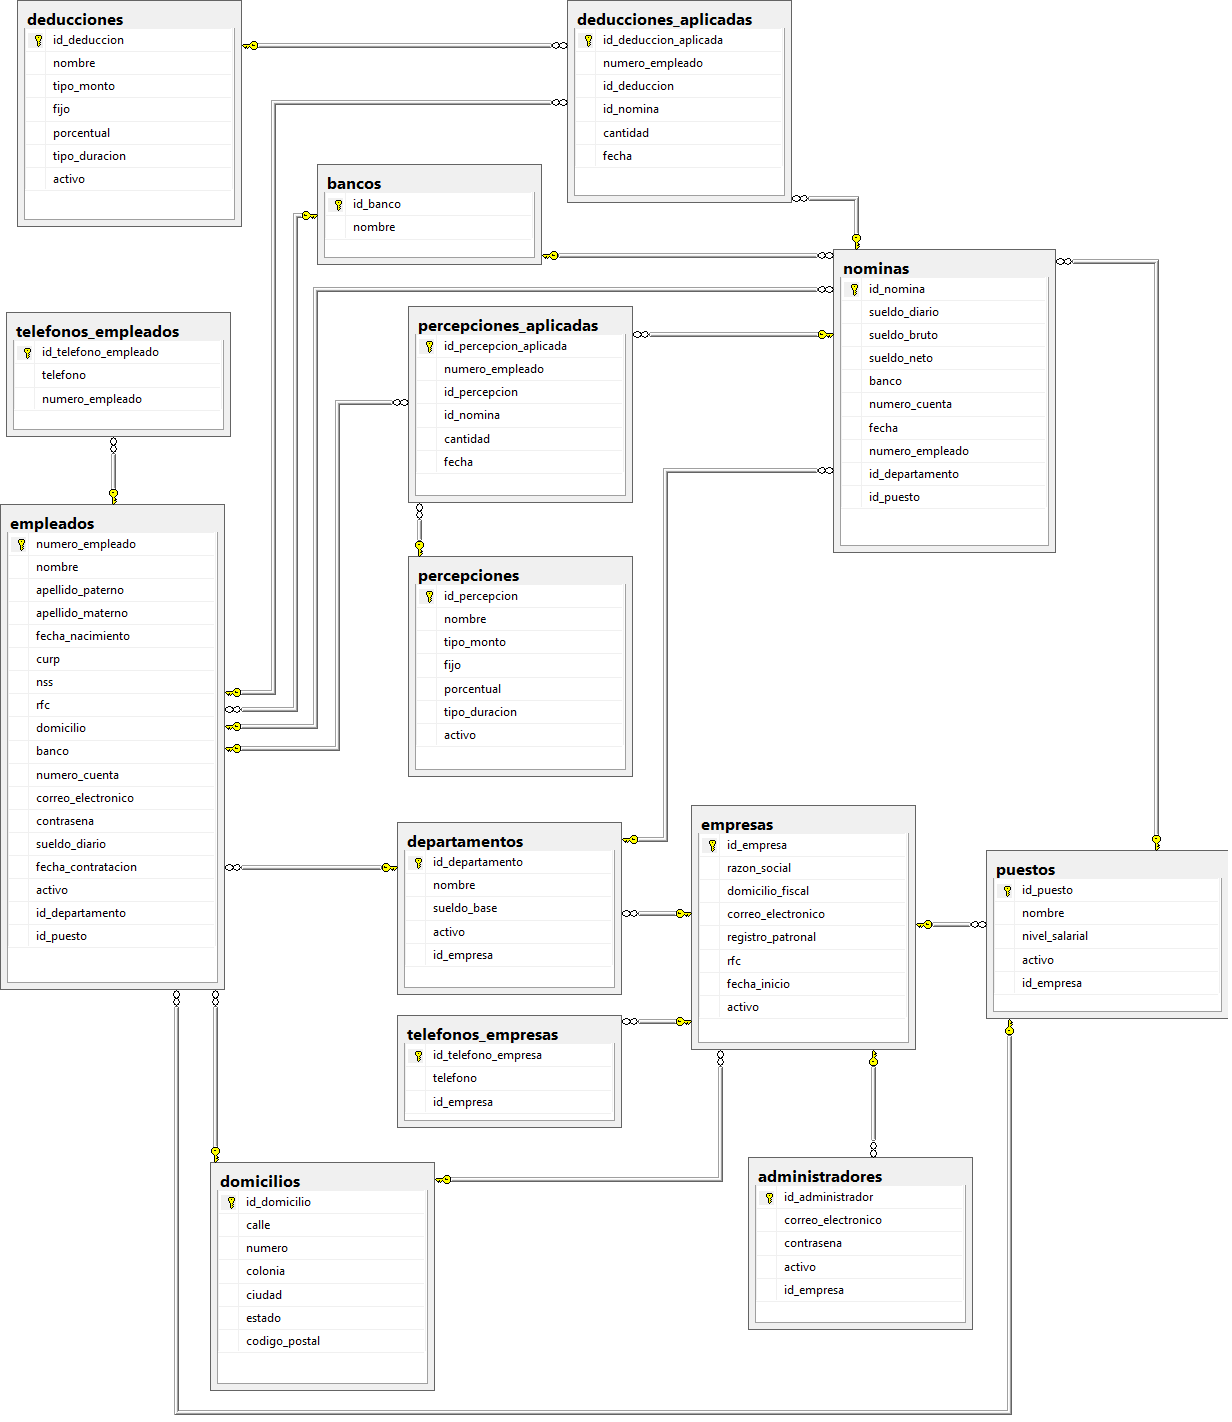 deducciones
id_deduccion
nombre
tipo_monto
fijo
porcentual
tipo_duracion
activo
deducciones_aplicadas
id_deduccion_aplicada
numero_empleado
id_deduccion
id_nomina
cantidad
fecha
bancos
id_banco
nombre
nominas
id_nomina
sueldo_diario
sueldo_bruto
sueldo_neto
banco
numero_cuenta
fecha
numero_empleado
id_departamento
id_puesto
telefonos_empleados
id_telefono_empleado
telefono
numero_empleado
percepciones_aplicadas
id_percepcion_aplicada
numero_empleado
id_percepcion
id_nomina
cantidad
fecha
empleados
numero_empleado
nombre
apellido_paterno
apellido_materno
fecha_nacimiento
curp
nss
rfc
domicilio
banco
numero_cuenta
correo_electronico
contrasena
sueldo_diario
fecha_contratacion
activo
id_departamento
id_puesto
percepciones
id_percepcion
nombre
tipo_monto
fijo
porcentual
tipo_duracion
activo
departamentos
id_departamento
nombre
sueldo_base
activo
id_empresa
empresas
id_empresa
razon_social
domicilio_fiscal
correo_electronico
registro_patronal
rfc
fecha_inicio
activo
puestos
id_puesto
nombre
nivel_salarial
activo
id_empresa
telefonos_empresas
id_telefono_empresa
telefono
id_empresa
domicilios
id_domicilio
calle
numero
colonia
ciudad
estado
codigo_postal
administradores
id_administrador
correo_electronico
contrasena
activo
id_empresa